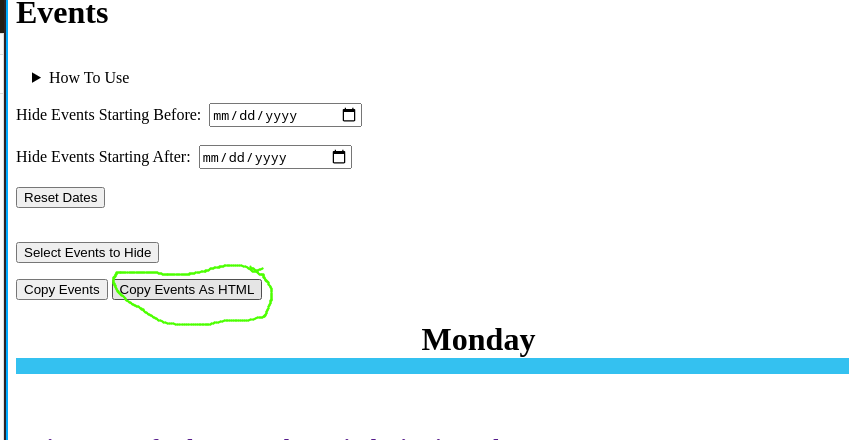 Events
How To Use
Hide Events Starting Before: mm/dd/yyyy
Hide Events Starting After: mm/dd/yyyy
Reset Dates
Select Events to Hide
Copy Events Copy Events As HTML
Monday